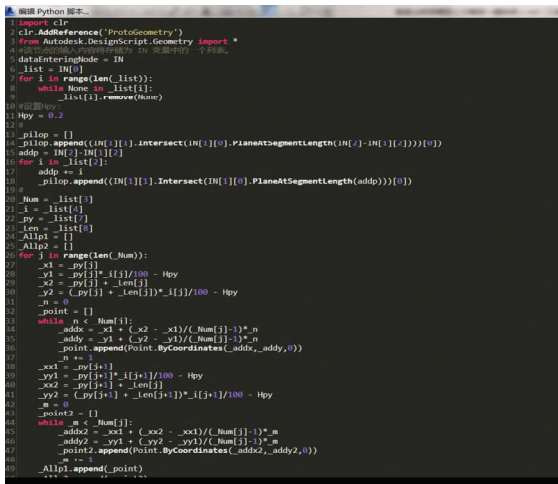 编辑 Python 脚本...
1 import clr
2 clr.AddReference('ProtoGeometry')
3 from Autodesk.DesignScript.Geometry import *
4 #该节点的输入内容将存储为 IN 变量中的一个列表。
5 dataEnteringNode = IN
6 _list = IN[0]
7 for i in range(len(_list)):
8 while None in _list[i]:
9 _list[i].remove(None)
10 #设置Hpy:
11 Hpy = 0.2
12 #
13 _pilop = []
14 _pilop.append((IN[1][1].Intersect(IN[1][0].PlaneAtSegmentLength(IN[2]-IN[1][2])))[0])
15 addp = IN[2]-IN[1][2]
16 for i in _list[2]:
17 addp += i
18 _pilop.append((IN[1][1].Intersect(IN[1][0].PlaneAtSegmentLength(addp)))[0])
19 #
20 _Num = _list[3]
21 _i = _list[4]
22 _py = _list[7]
23 _Len = _list[8]
24 _Allp1 = []
25 _Allp2 = []
26 for j in range(len(_Num)):
27 _x1 = _py[j]
28 _y1 = _py[j]*_i[j]/100 - Hpy
29 _x2 = _py[j] + _Len[j]
30 _y2 = (_py[j] + _Len[j])*_i[j]/100 - Hpy
31 _n = 0
32 _point = []
33 while _n < _Num[j]:
34 _addx = _x1 + (_x2 - _x1)/(_Num[j]-1)*_n
35 _addy = _y1 + (_y2 - _y1)/(_Num[j]-1)*_n
36 _point.append(Point.ByCoordinates(_addx,_addy,0))
37 _n += 1
38 _xx1 = _py[j+1]
39 _yy1 = _py[j+1]*_i[j+1]/100 - Hpy
40 _xx2 = _py[j+1] + _Len[j]
41 _yy2 = (_py[j+1] + _Len[j+1])*_i[j+1]/100 - Hpy
42 _m = 0
43 _point2 = []
44 while _m < _Num[j]:
45 _addx2 = _xx1 + (_xx2 - _xx1)/(_Num[j]-1)*_m
46 _addy2 = _yy1 + (_yy2 - _yy1)/(_Num[j]-1)*_m
47 _point2.append(Point.ByCoordinates(_addx2,_addy2,0))
48 _m += 1
49 _Allp1.append(_point)